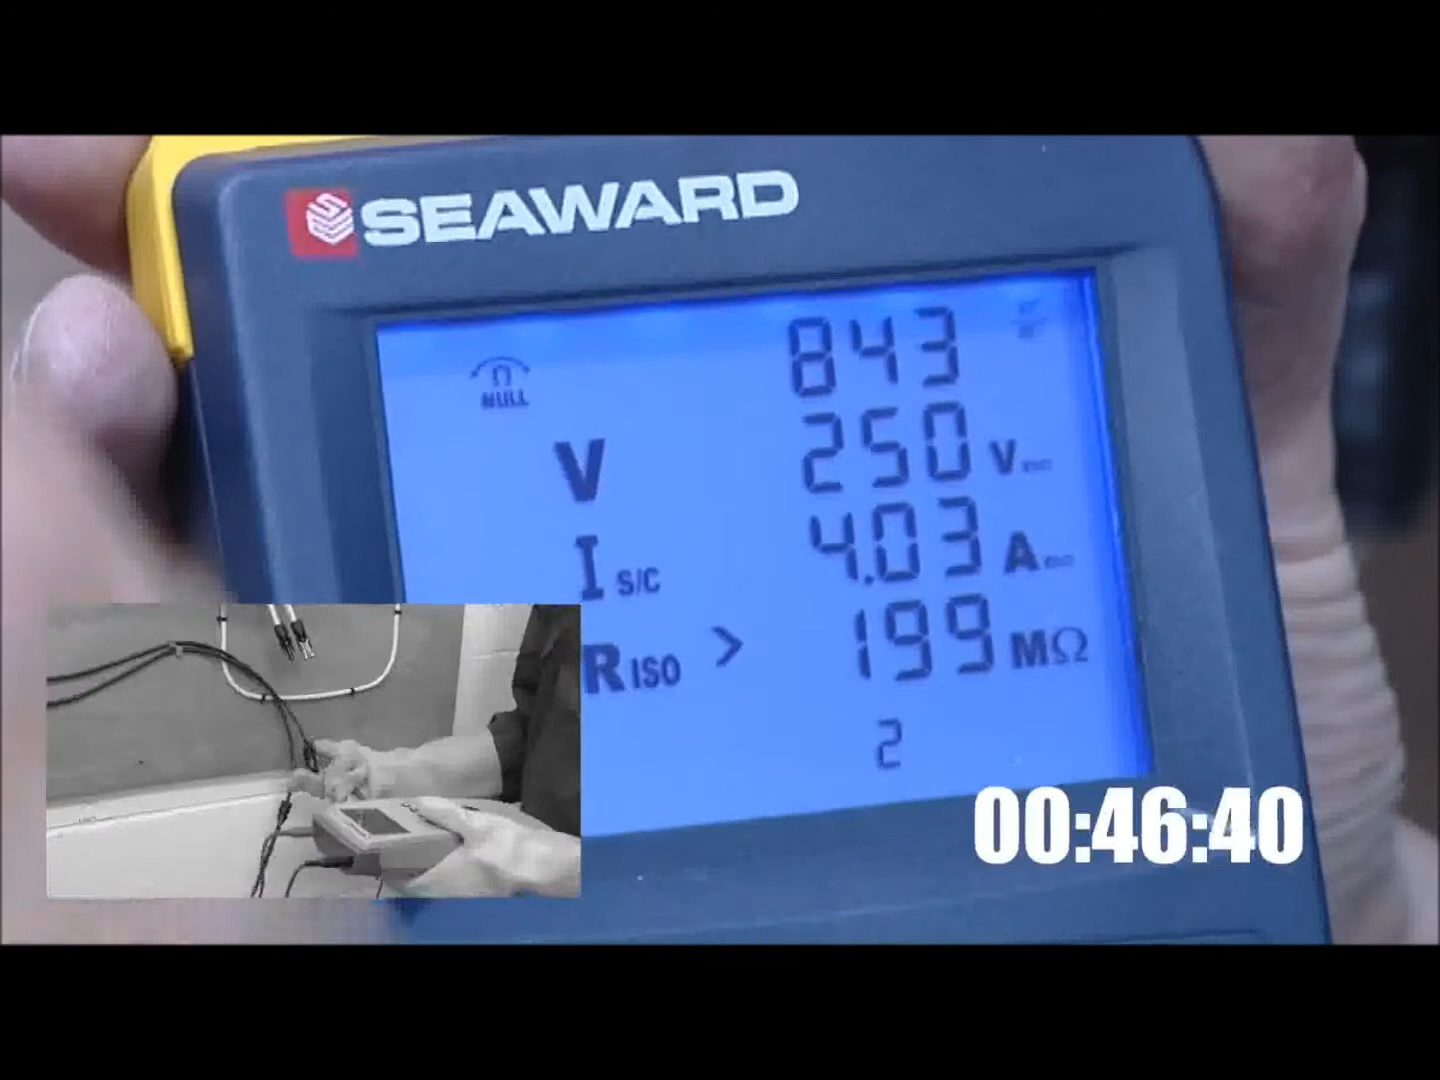 SEAWARD
843
Ω
NULL
V 250 V
I S/C 4.03 A
R ISO > 199 MΩ
2
00:46:40